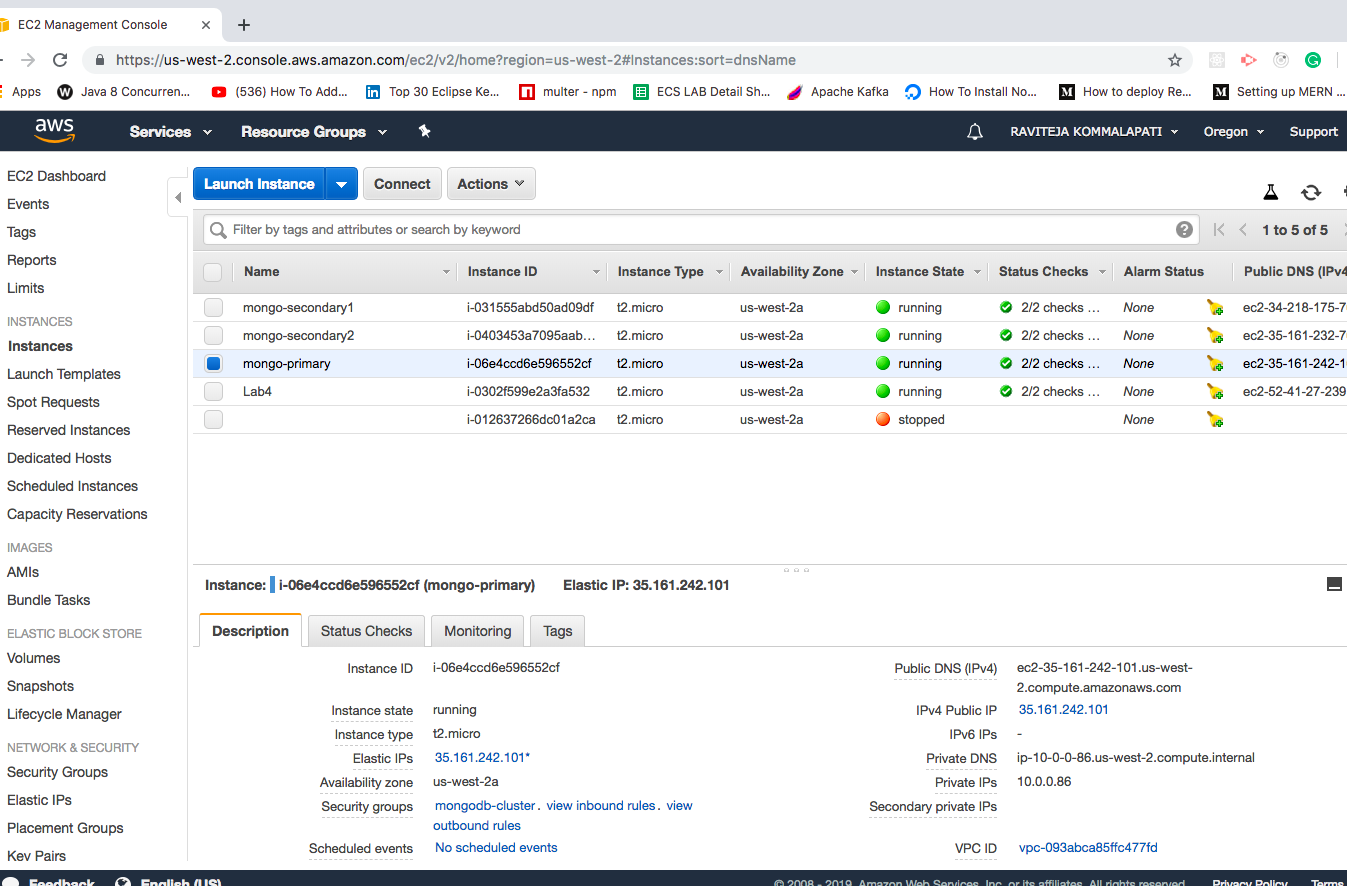 EC2 Management Console
https://us-west-2.console.aws.amazon.com/ec2/v2/home?region=us-west-2#Instances:sort=dnsName
Apps W Java 8 Concurren... (536) How To Add... in Top 30 Eclipse Ke... multer - npm ECS LAB Detail Sh... Apache Kafka How To Install No... M How to deploy Re... M Setting up MERN ...
aws Services Resource Groups RAVITEJA KOMMALAPATI Oregon Support
EC2 Dashboard
Events
Tags
Reports
Limits
INSTANCES
Instances
Launch Templates
Spot Requests
Reserved Instances
Dedicated Hosts
Scheduled Instances
Capacity Reservations
IMAGES
AMIs
Bundle Tasks
ELASTIC BLOCK STORE
Volumes
Snapshots
Lifecycle Manager
NETWORK & SECURITY
Security Groups
Elastic IPs
Placement Groups
Key Pairs
Launch Instance Connect Actions
Filter by tags and attributes or search by keyword ? 1 to 5 of 5
Name Instance ID Instance Type Availability Zone Instance State Status Checks Alarm Status Public DNS (IPv4
mongo-secondary1 i-031555abd50ad09df t2.micro us-west-2a running 2/2 checks ... None ec2-34-218-175-7
mongo-secondary2 i-0403453a7095aab... t2.micro us-west-2a running 2/2 checks ... None ec2-35-161-232-7
mongo-primary i-06e4ccd6e596552cf t2.micro us-west-2a running 2/2 checks ... None ec2-35-161-242-1
Lab4 i-0302f599e2a3fa532 t2.micro us-west-2a running 2/2 checks ... None ec2-52-41-27-239
i-012637266dc01a2ca t2.micro us-west-2a stopped None
Instance: i-06e4ccd6e596552cf (mongo-primary) Elastic IP: 35.161.242.101
Description Status Checks Monitoring Tags
Instance ID i-06e4ccd6e596552cf
Instance state running
Instance type t2.micro
Elastic IPs 35.161.242.101*
Availability zone us-west-2a
Security groups mongodb-cluster. view inbound rules. view
outbound rules
Scheduled events No scheduled events
Public DNS (IPv4) ec2-35-161-242-101.us-west-
2.compute.amazonaws.com
IPv4 Public IP 35.161.242.101
IPv6 IPs -
Private DNS ip-10-0-0-86.us-west-2.compute.internal
Private IPs 10.0.0.86
Secondary private IPs
VPC ID vpc-093abca85ffc477fd
Feedback English (US) © 2008 - 2019, Amazon Web Services, Inc. or its affiliates. All rights reserved. Privacy Policy Terms